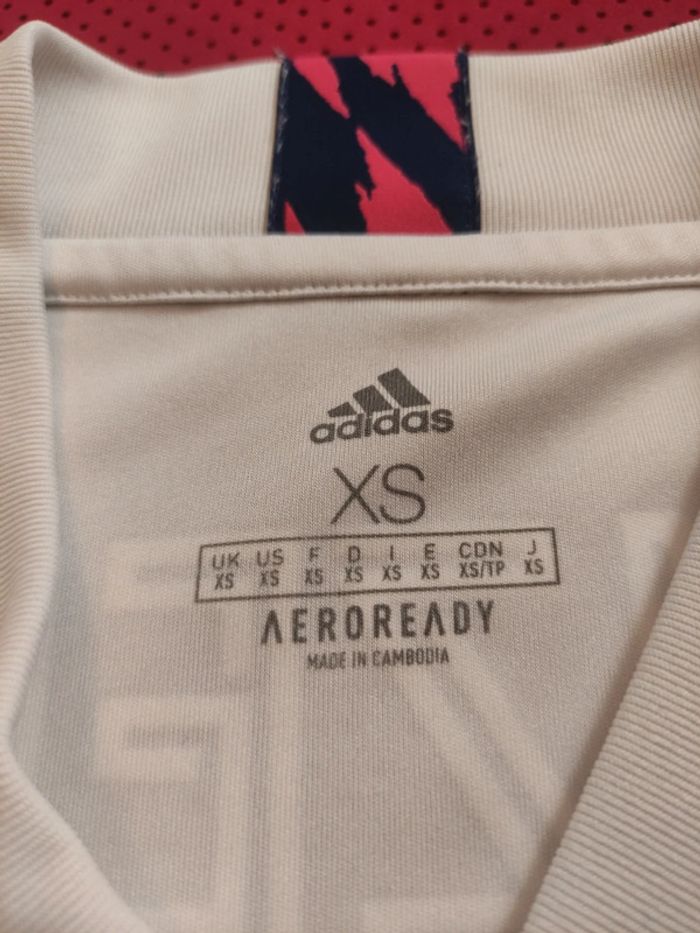 adidas
XS
UK US F D I E CDN J
XS XS XS XS XS XS XS/TP XS
AEROREADY
MADE IN CAMBODIA